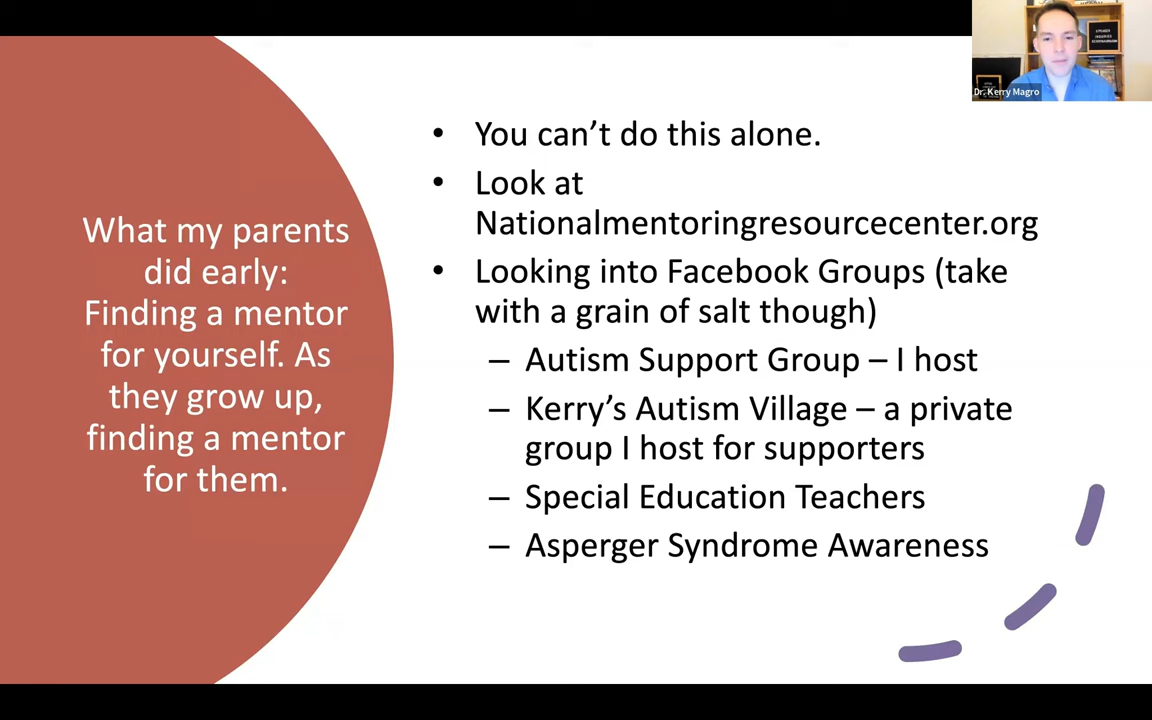 What my parents
did early:
Finding a mentor
for yourself. As
they grow up,
finding a mentor
for them.
• You can’t do this alone.
• Look at
Nationalmentoringresourcecenter.org
• Looking into Facebook Groups (take
with a grain of salt though)
– Autism Support Group – I host
– Kerry’s Autism Village – a private
group I host for supporters
– Special Education Teachers
– Asperger Syndrome Awareness
Dr. Kerry Magro